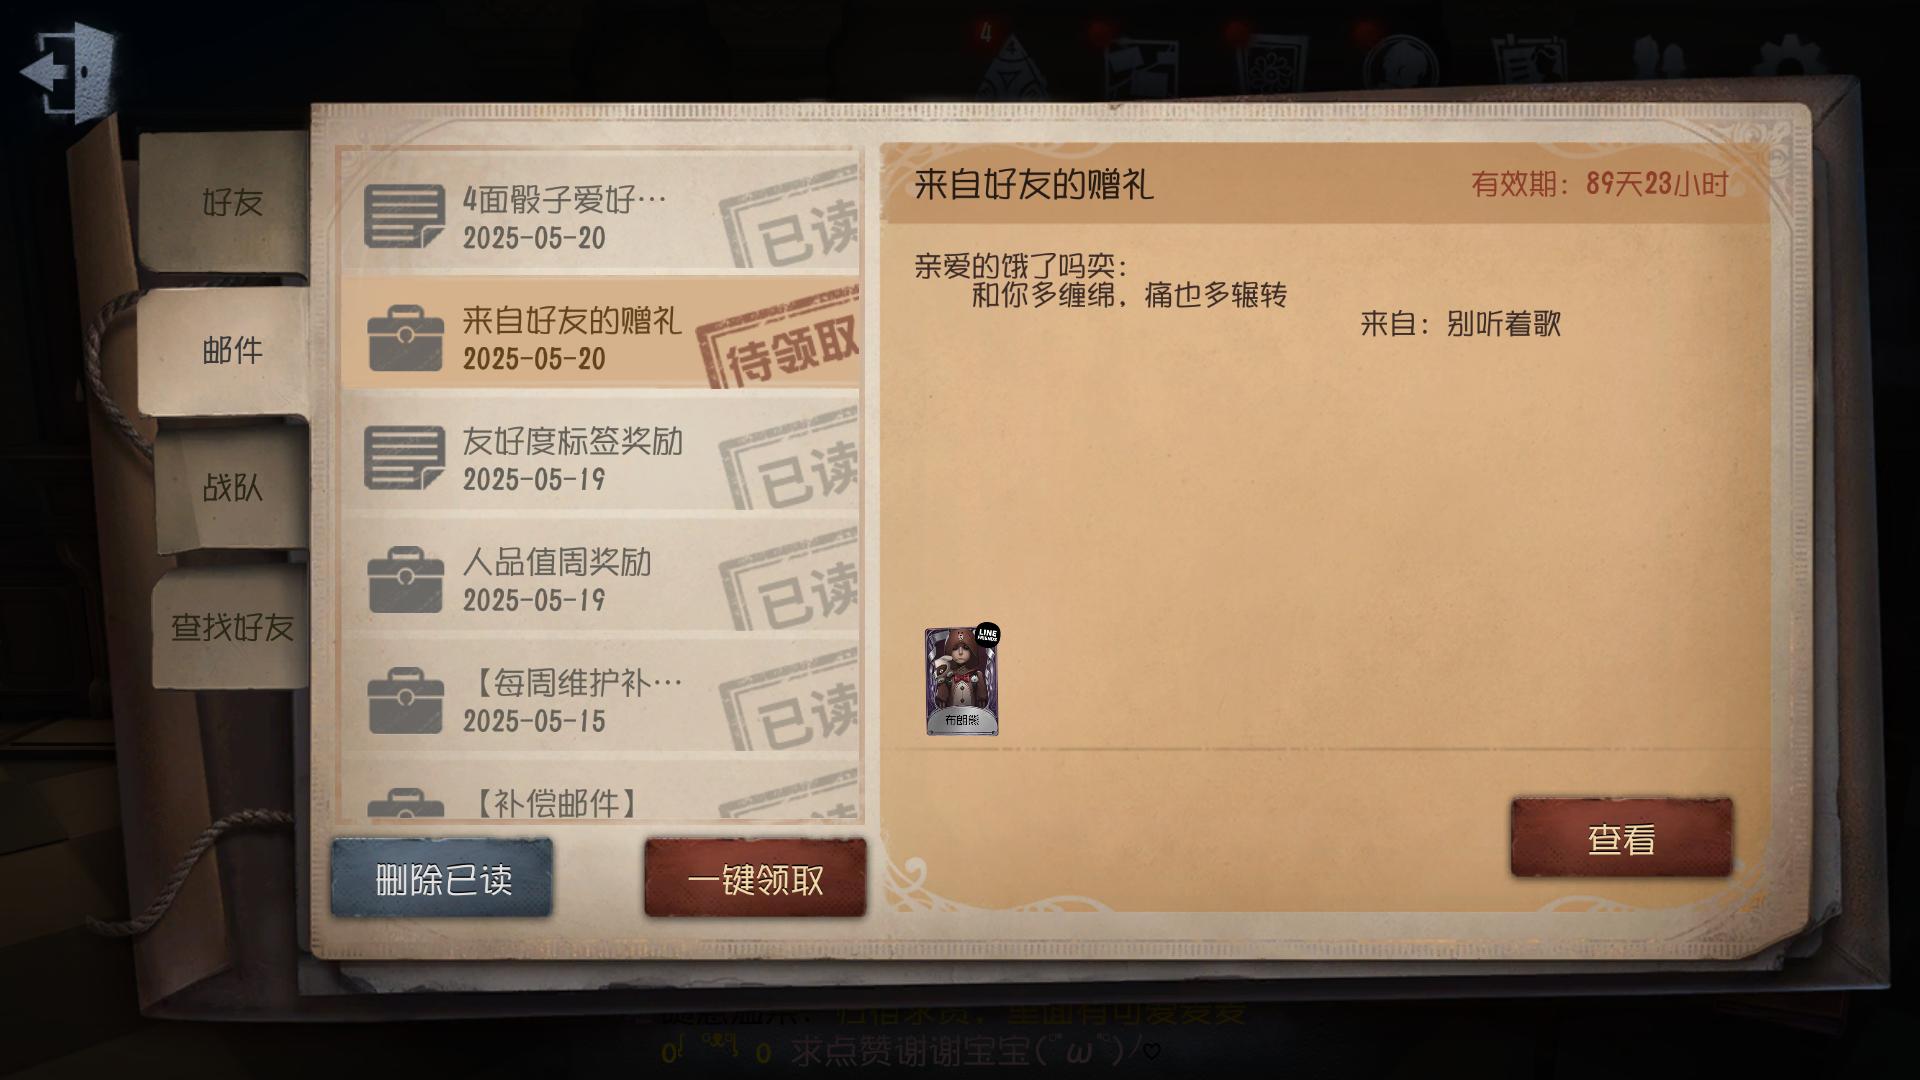 4
好友
邮件
战队
查找好友
4面骰子爱好…
2025-05-20
已读
来自好友的赠礼
2025-05-20
待领取
友好度标签奖励
2025-05-19
已读
人品值周奖励
2025-05-19
已读
【每周维护补…
2025-05-15
已读
【补偿邮件】
删除已读
一键领取
来自好友的赠礼
有效期：89天23小时
亲爱的饿了吗奕：
和你多缠绵，痛也多辗转
来自：别听着歌
LINE
FRIENDS
布朗熊
查看
求点赞谢谢宝宝(˶ω˶)♡